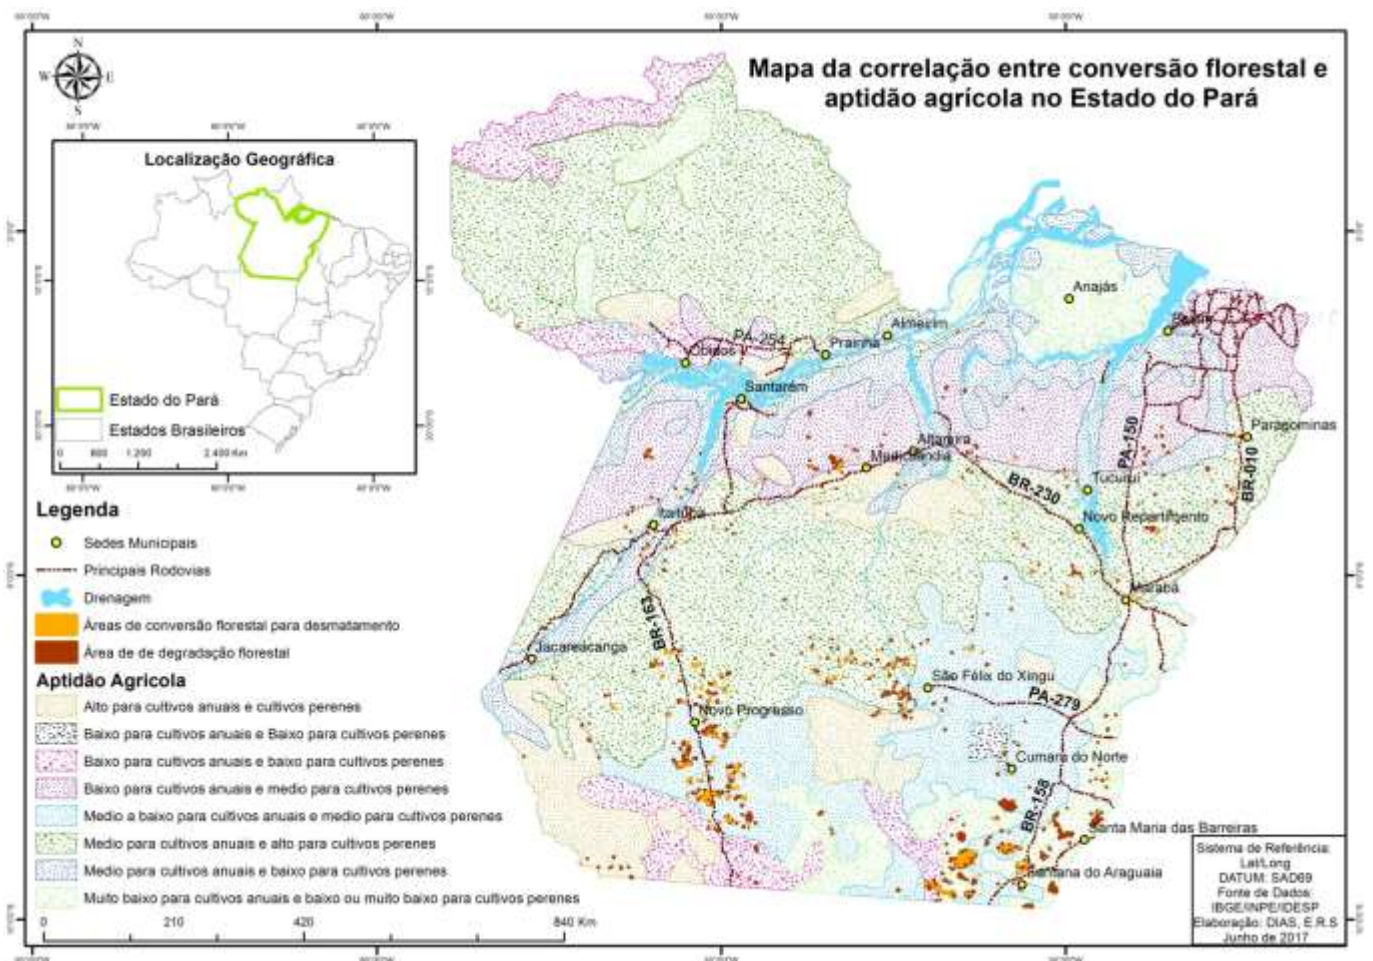 Mapa da correlação entre conversão florestal e
aptidão agrícola no Estado do Pará
N
W
E
S
Localização Geográfica
Estado do Pará
Estados Brasileiros
0 600 1.200 2.400 Km
Legenda
Sedes Municipais
Principais Rodovias
Drenagem
Áreas de conversão florestal para desmatamento
Área de de degradação florestal
Aptidão Agrícola
Alto para cultivos anuais e cultivos perenes
Baixo para cultivos anuais e Baixo para cultivos perenes
Baixo para cultivos anuais e baixo para cultivos perenes
Baixo para cultivos anuais e medio para cultivos perenes
Medio a baixo para cultivos anuais e medio para cultivos perenes
Medio para cultivos anuais e alto para cultivos perenes
Medio para cultivos anuais e baixo para cultivos perenes
Muito baixo para cultivos anuais e baixo ou muito baixo para cultivos perenes
0 210 420 840 Km
Anajás
Almeirim
PA-254
Prainha
Óbidos
Santarém
Paragominas
PA-150
Altamira
Medicilândia
BR-010
Tucuruí
BR-230
Itaituba
Novo Repartimento
Marabá
BR-163
Jacareacanga
São Félix do Xingu
PA-279
Novo Progresso
Cumaru do Norte
BR-158
Santa Maria das Barreiras
Santana do Araguaia
Sistema de Referência:
Lat/Long
DATUM: SAD69
Fonte de Dados:
IBGE/INPE/IDESP
Elaboração: DIAS, E.R.S
Junho de 2017